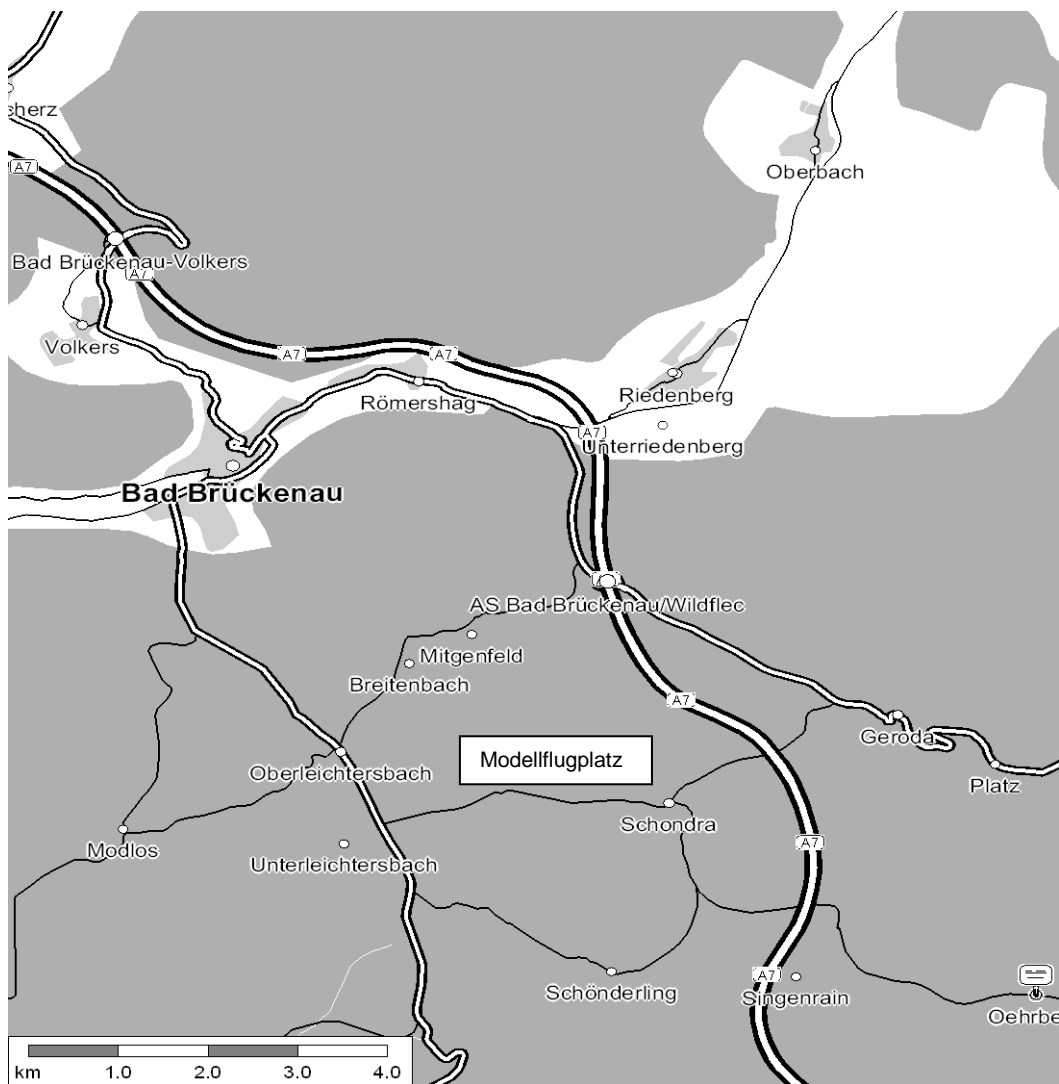 cherz
A7
Oberbach
Bad Brückenau-Volkers
A7
Volkers
A7
A7
Römershag
Riedenberg
A7
Unterriedenberg
Bad Brückenau
AS Bad Brückenau/Wildflec
Mitgenfeld
Breitenbach
A7
Geroda
Modellflugplatz
Oberleichtersbach
Platz
Schondra
Modlos
Unterleichtersbach
A7
Schönderling
A7
Singenrain
Oehrbe
km 1.0 2.0 3.0 4.0